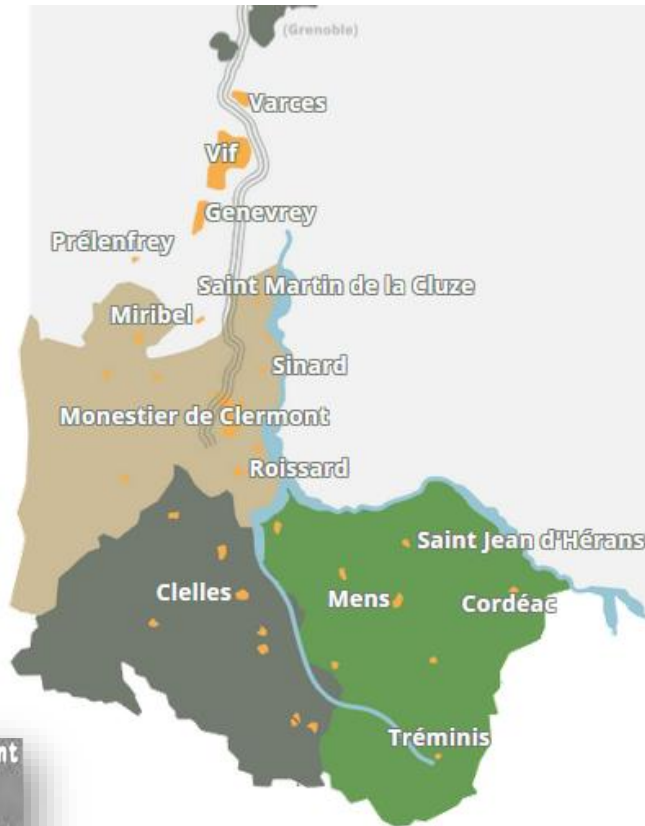 (Grenoble)
Varces
Vif
Genevrey
Prélenfrey
Saint Martin de la Cluze
Miribel
Sinard
Monestier de Clermont
Roissard
Saint Jean d'Hérans
Clelles
Mens
Cordéac
Tréminis
nt